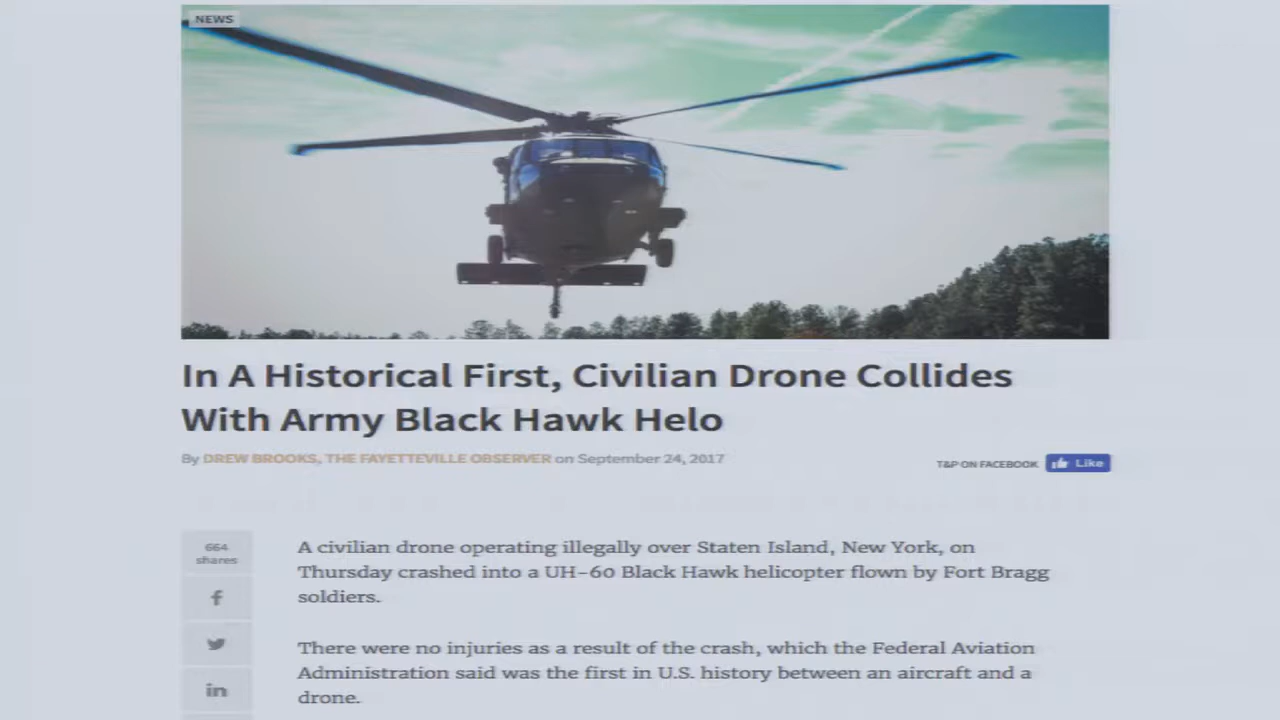 NEWS
In A Historical First, Civilian Drone Collides
With Army Black Hawk Helo
By DREW BROOKS, THE FAYETTEVILLE OBSERVER on September 24, 2017
T&P ON FACEBOOK Like
664
shares
A civilian drone operating illegally over Staten Island, New York, on
Thursday crashed into a UH-60 Black Hawk helicopter flown by Fort Bragg
soldiers.
There were no injuries as a result of the crash, which the Federal Aviation
Administration said was the first in U.S. history between an aircraft and a
drone.